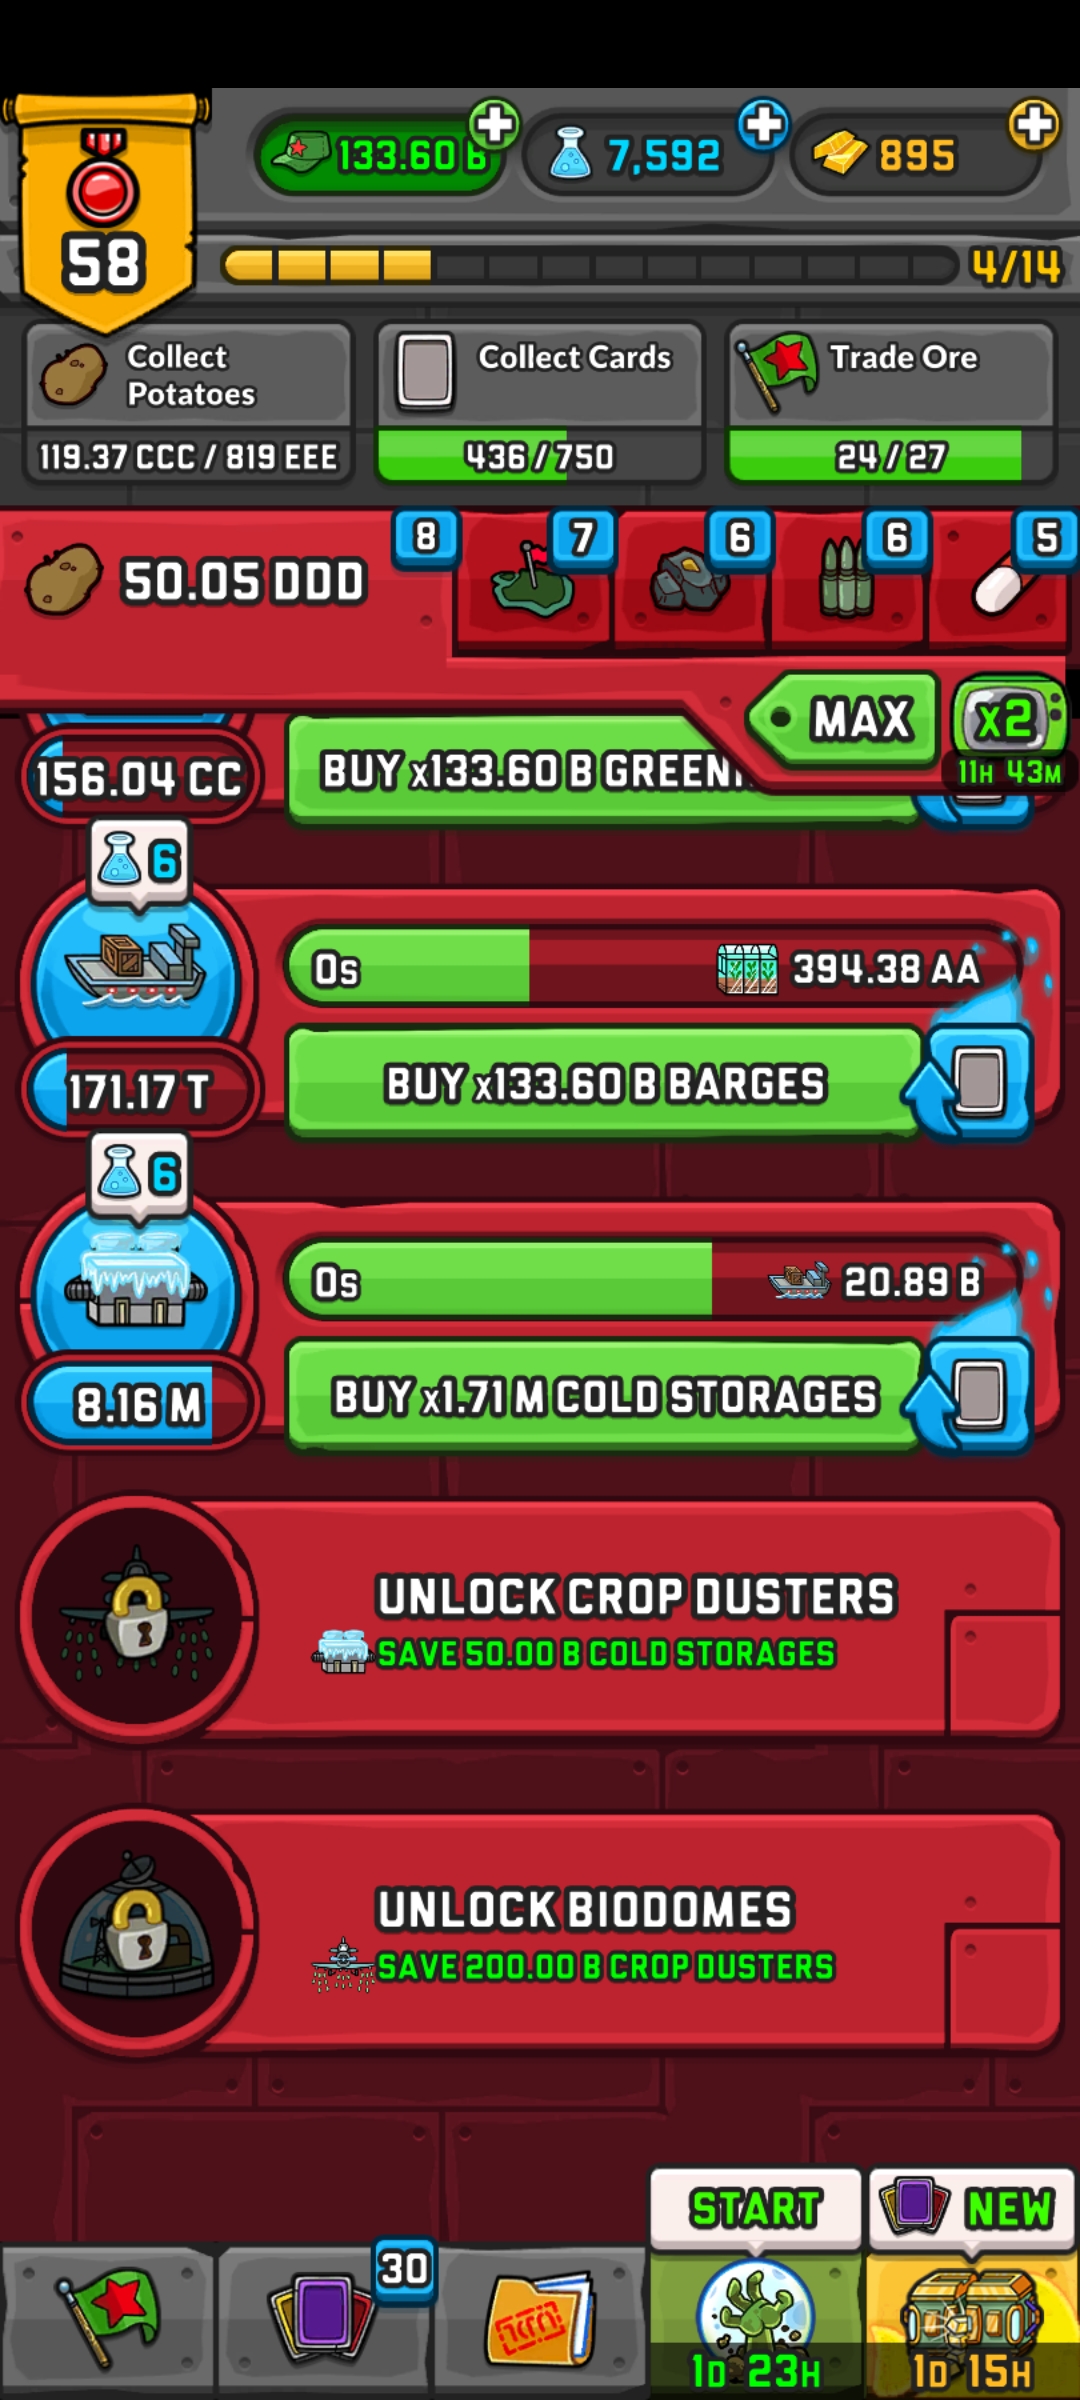 58
133.60 B
7,592
895
4/14
Collect Potatoes
119.37 CCC / 819 EEE
Collect Cards
436 / 750
Trade Ore
24 / 27
50.05 DDD
8
7
6
6
5
MAX
x2
11H 43M
156.04 CC
BUY x133.60 B
6
0s
394.38 AA
171.17 T
BUY x133.60 B BARGES
6
0s
20.89 B
8.16 M
BUY x1.71 M COLD STORAGES
UNLOCK CROP DUSTERS
SAVE 50.00 B COLD STORAGES
UNLOCK BIODOMES
SAVE 200.00 B CROP DUSTERS
START
NEW
30
1D 23H
1D 15H